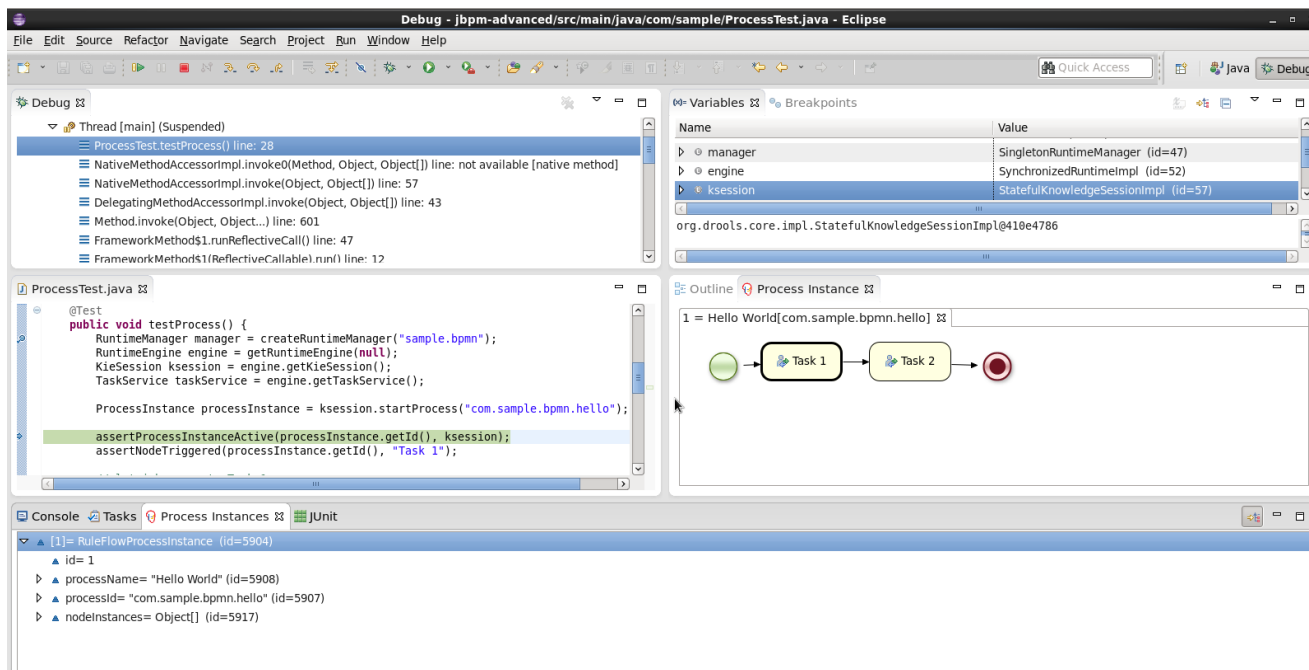 Debug - jbpm-advanced/src/main/java/com/sample/ProcessTest.java - Eclipse
File Edit Source Refactor Navigate Search Project Run Window Help
Quick Access
Java
Debug
Debug
Thread [main] (Suspended)
ProcessTest.testProcess() line: 28
NativeMethodAccessorImpl.invoke0(Method, Object, Object[]) line: not available [native method]
NativeMethodAccessorImpl.invoke(Object, Object[]) line: 57
DelegatingMethodAccessorImpl.invoke(Object, Object[]) line: 43
Method.invoke(Object, Object...) line: 601
FrameworkMethod$1.runReflectiveCall() line: 47
FrameworkMethod$1(ReflectiveCallable).run() line: 12
Variables Breakpoints
Name Value
manager SingletonRuntimeManager (id=47)
engine SynchronizedRuntimeImpl (id=52)
ksession StatefulKnowledgeSessionImpl (id=57)
org.drools.core.impl.StatefulKnowledgeSessionImpl@410e4786
ProcessTest.java
@Test
public void testProcess() {
RuntimeManager manager = createRuntimeManager("sample.bpmn");
RuntimeEngine engine = getRuntimeEngine(null);
KieSession ksession = engine.getKieSession();
TaskService taskService = engine.getTaskService();
ProcessInstance processInstance = ksession.startProcess("com.sample.bpmn.hello");
assertProcessInstanceActive(processInstance.getId(), ksession);
assertNodeTriggered(processInstance.getId(), "Task 1");
Outline Process Instance
1 = Hello World[com.sample.bpmn.hello]
Task 1
Task 2
Console Tasks Process Instances JUnit
[1]= RuleFlowProcessInstance (id=5904)
id= 1
processName= "Hello World" (id=5908)
processId= "com.sample.bpmn.hello" (id=5907)
nodeInstances= Object[] (id=5917)